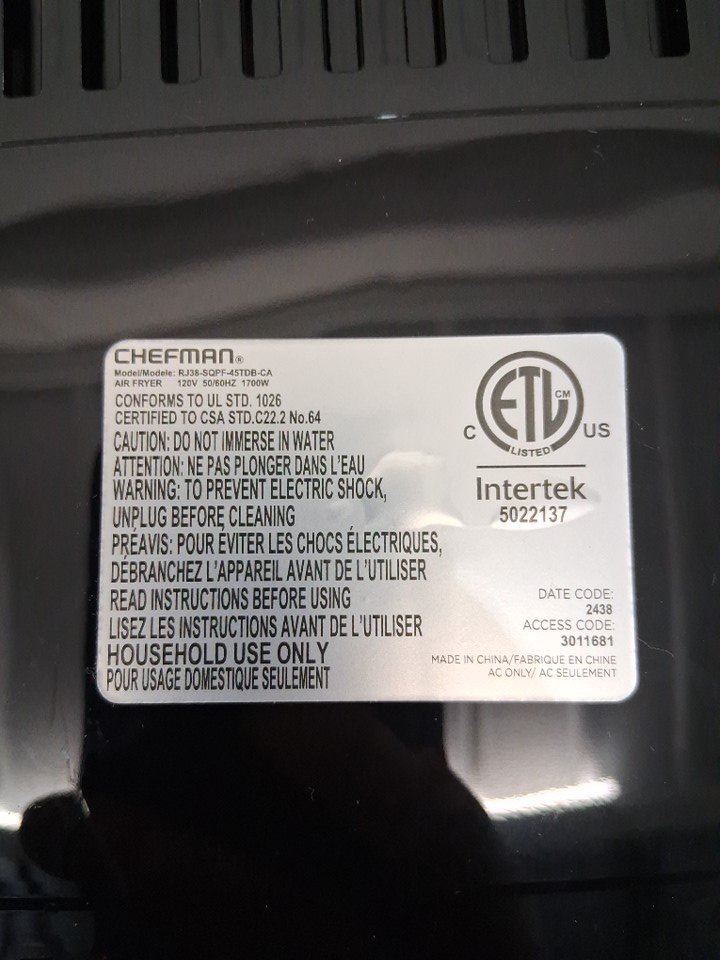 CHEFMAN®
Model/Modele: RJ38-SQPF-45TDB-CA
AIR FRYER 120V 50/60HZ 1700W
CONFORMS TO UL STD. 1026
CERTIFIED TO CSA STD.C22.2 No.64
CAUTION: DO NOT IMMERSE IN WATER
ATTENTION: NE PAS PLONGER DANS L'EAU
WARNING: TO PREVENT ELECTRIC SHOCK,
UNPLUG BEFORE CLEANING
PRÉAVIS: POUR ÉVITER LES CHOCS ÉLECTRIQUES,
DÉBRANCHEZ L'APPAREIL AVANT DE L'UTILISER
READ INSTRUCTIONS BEFORE USING
LISEZ LES INSTRUCTIONS AVANT DE L'UTILISER
HOUSEHOLD USE ONLY
POUR USAGE DOMESTIQUE SEULEMENT
ETL CM
LISTED
C US
Intertek
5022137
DATE CODE:
2438
ACCESS CODE:
3011681
MADE IN CHINA/FABRIQUE EN CHINE
AC ONLY/ AC SEULEMENT